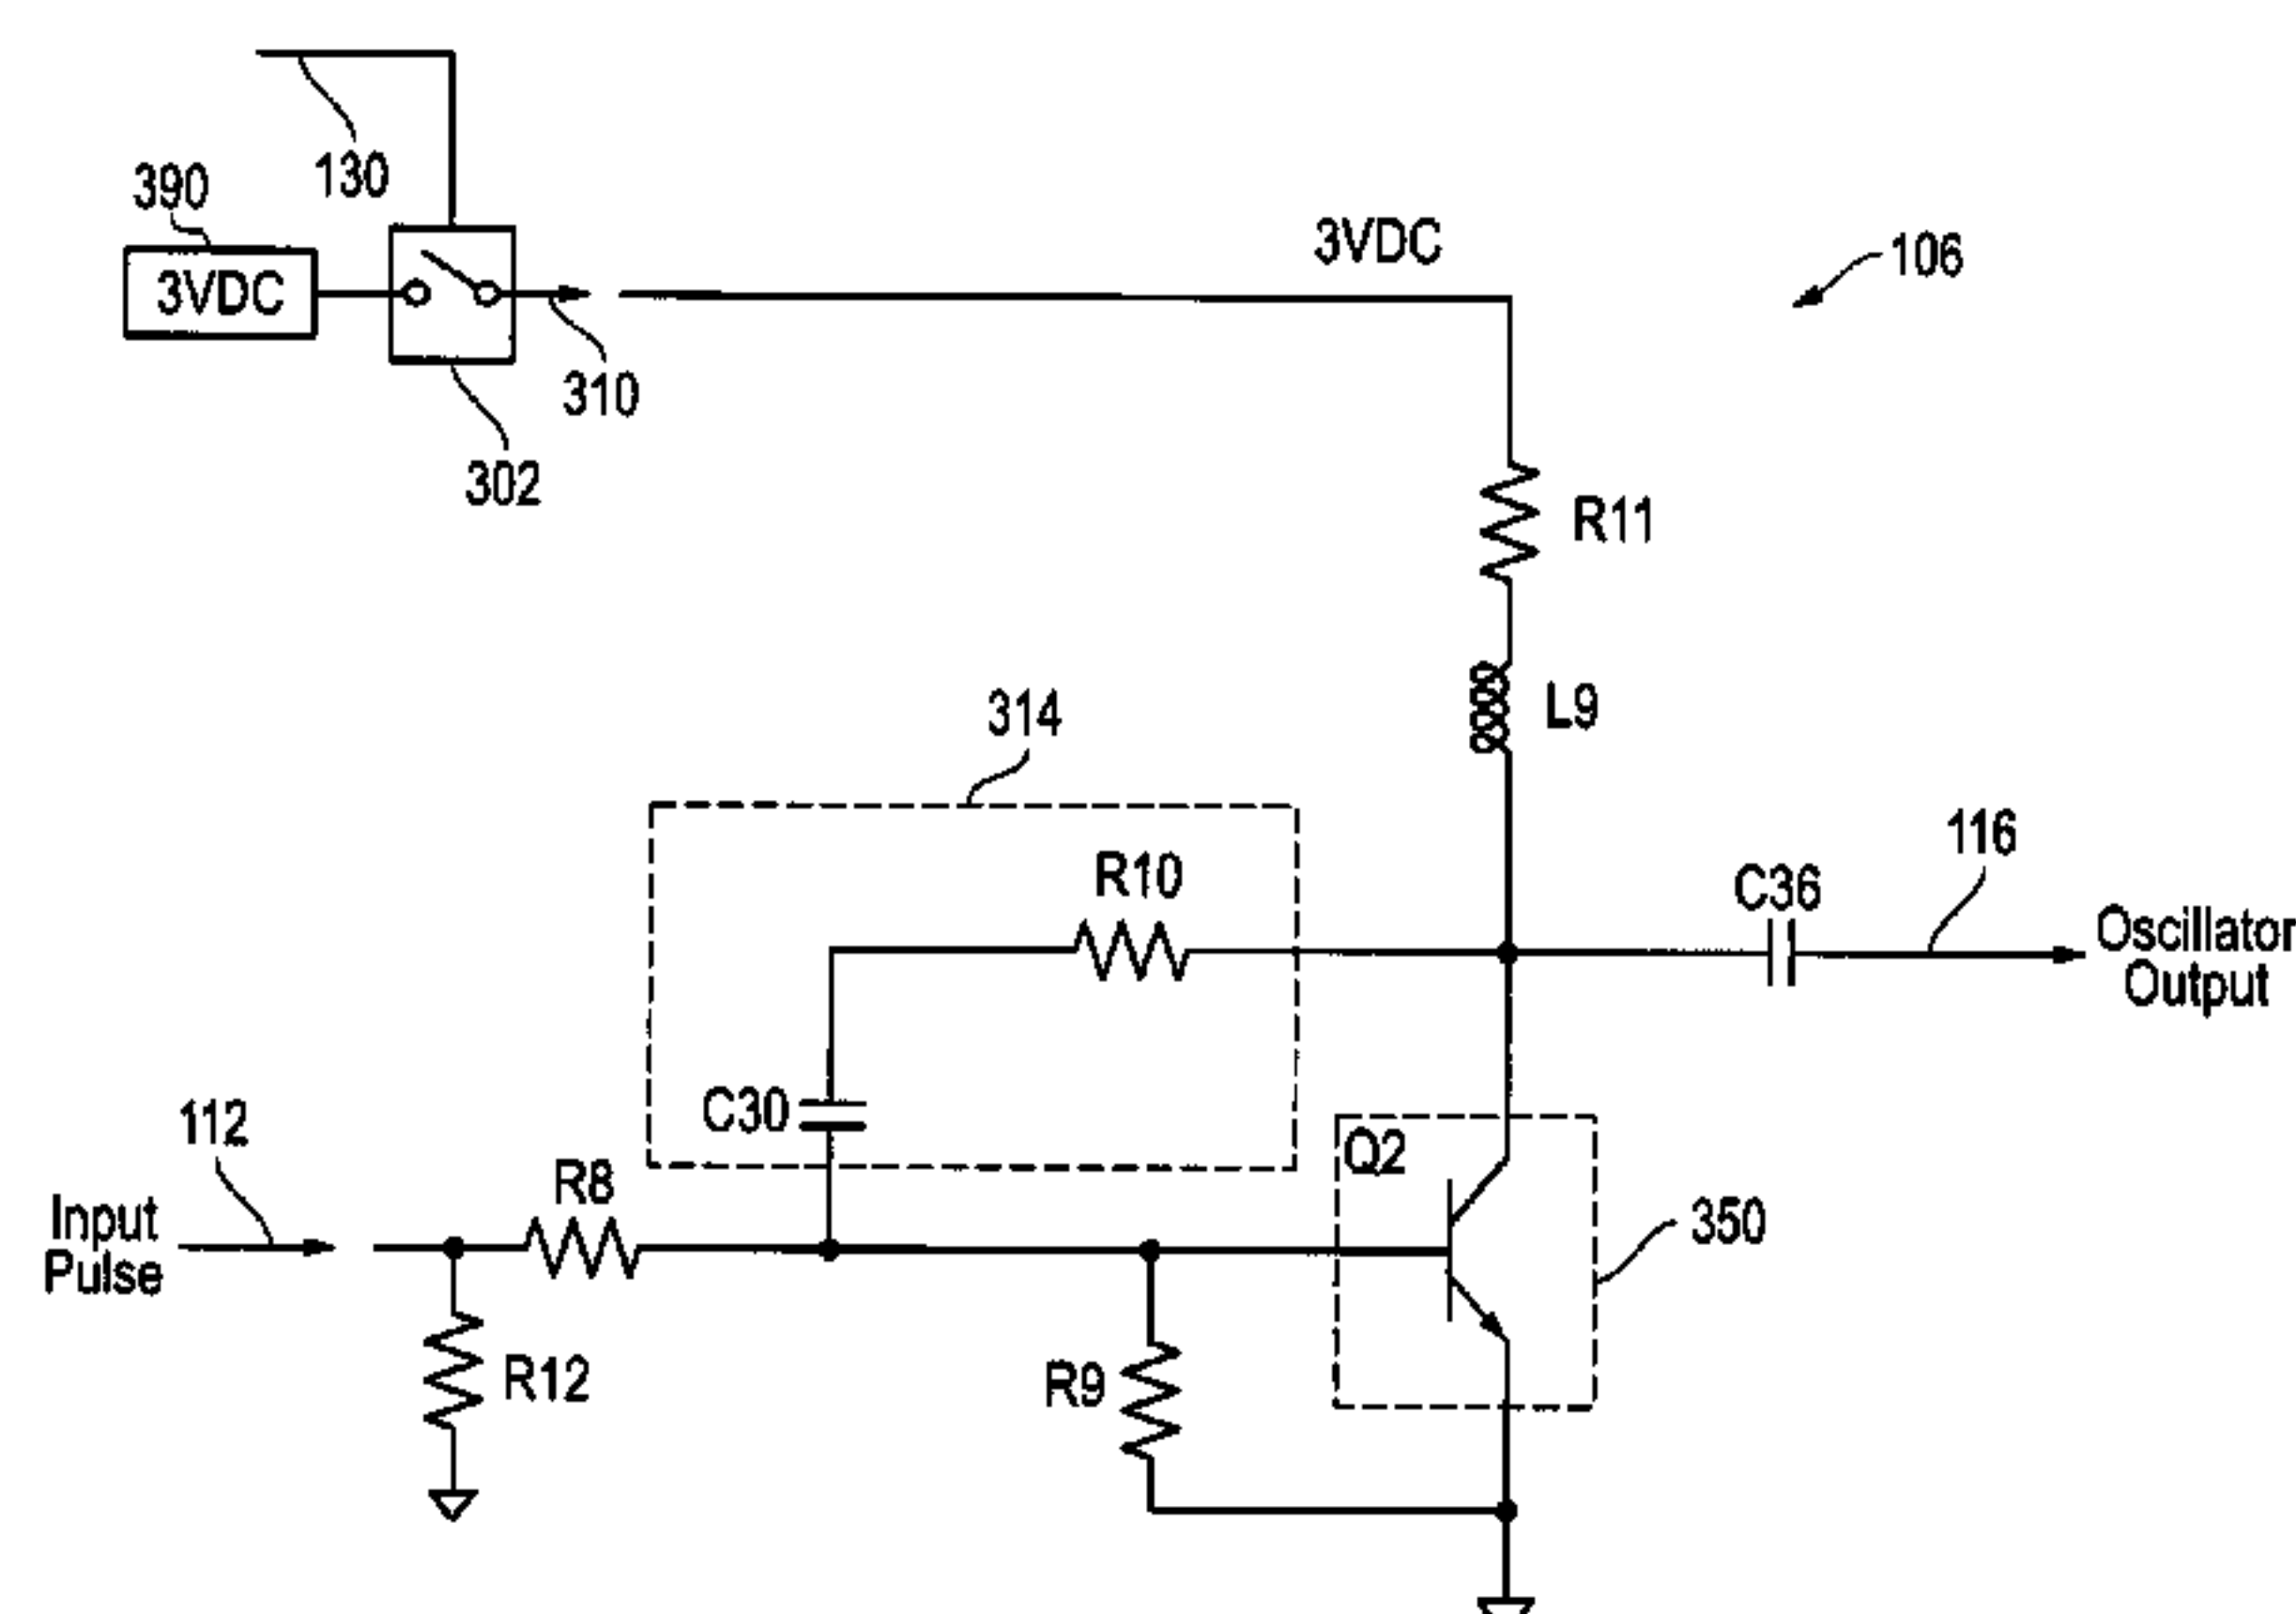 130
390
3VDC
302
310
3VDC
106
R11
L9
314
R10
C30
C36
116
Oscillator
Output
112
Input
Pulse
R8
R12
R9
Q2
350